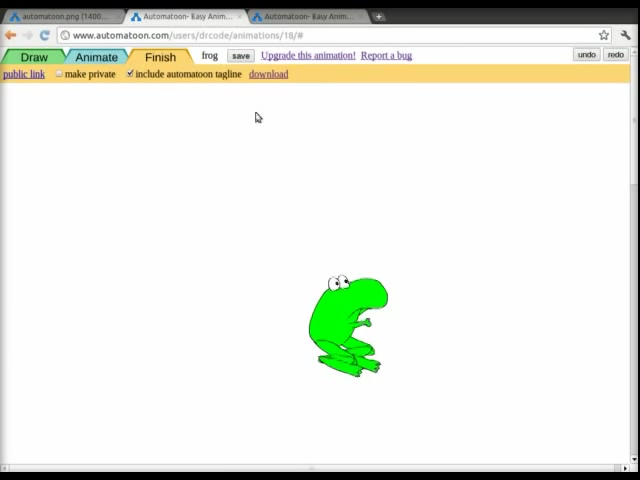 automatoon.png (1400...
Automatoon- Easy Anim...
Automatoon- Easy Anim...
www.automatoon.com/users/drcode/animations/18/#
Draw Animate Finish frog save Upgrade this animation! Report a bug undo redo
public link make private include automatoon tagline download